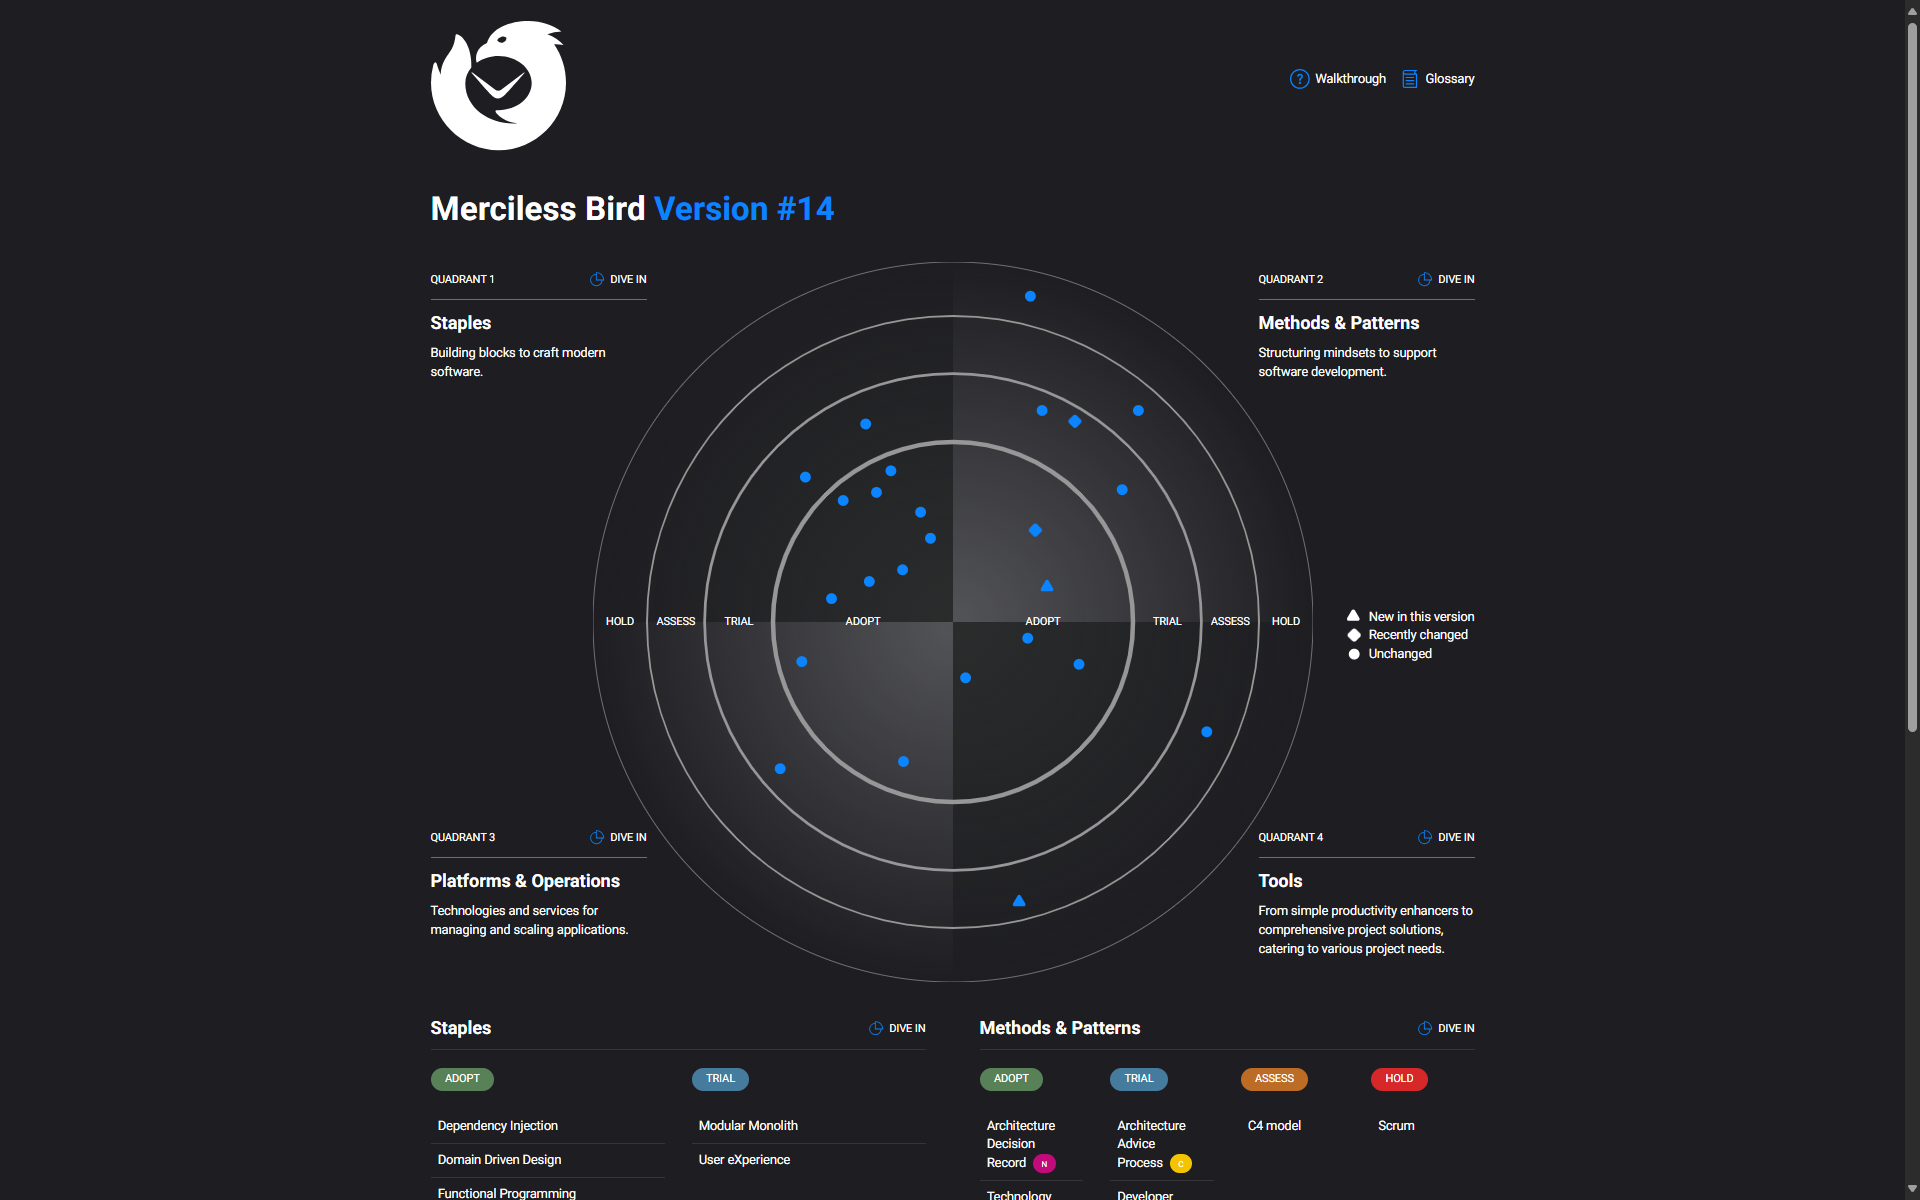 Walkthrough
Glossary
Merciless Bird Version #14
QUADRANT 1
DIVE IN
Staples
Building blocks to craft modern
software.
QUADRANT 2
DIVE IN
Methods & Patterns
Structuring mindsets to support
software development.
HOLD
ASSESS
TRIAL
ADOPT
ADOPT
TRIAL
ASSESS
HOLD
New in this version
Recently changed
Unchanged
QUADRANT 3
DIVE IN
Platforms & Operations
Technologies and services for
managing and scaling applications.
QUADRANT 4
DIVE IN
Tools
From simple productivity enhancers to
comprehensive project solutions,
catering to various project needs.
Staples
DIVE IN
ADOPT
Dependency Injection
Domain Driven Design
Functional Programming
TRIAL
Modular Monolith
User eXperience
Methods & Patterns
DIVE IN
ADOPT
Architecture
Decision
Record N
Technology
TRIAL
Architecture
Advice
Process C
Developer
ASSESS
C4 model
HOLD
Scrum